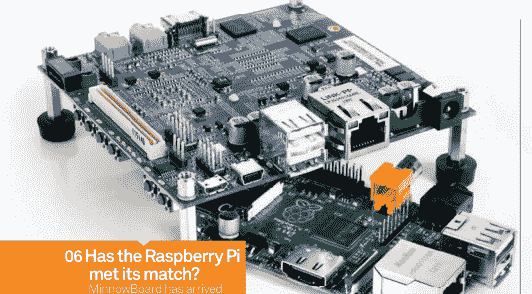 06 Has the Raspberry Pi
met its match?
MinnowBoard has arrived